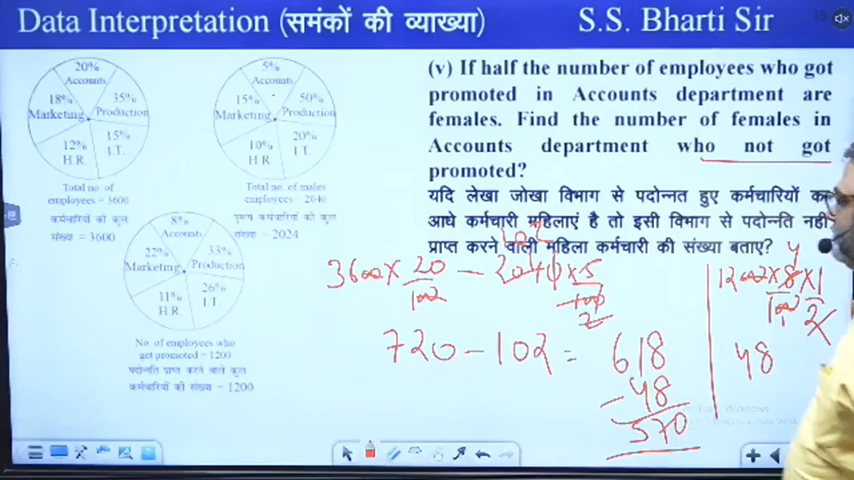 Data Interpretation (समंकों की व्याख्या) S.S. Bharti Sir
20%
Accounts
18%
35%
Marketing
Production
15%
12%
I.T.
H.R.
Total no. of
employees = 3600
कर्मचारियों की कुल
संख्या = 3600
5%
Accounts
15%
50%
Marketing
Production
20%
10%
I.T.
H.R
Total no. of males
employees = 2040
पुरुष कर्मचारियों की कुल
संख्या = 2024
8%
Accounts
22%
33%
Marketing
Production
26%
11%
I.T.
H.R.
No. of employees who
get promoted = 1200
पदोन्नति प्राप्त करने वाले कुल
कर्मचारियों की संख्या = 1200
(v) If half the number of employees who got
promoted in Accounts department are
females. Find the number of females in
Accounts department who not got
promoted?
यदि लेखा जोखा विभाग से पदोन्नत हुए कर्मचारियों का
आधे कर्मचारी महिलाएं है तो इसी विभाग से पदोन्नति नही
प्राप्त करने वाली महिला कर्मचारी की संख्या बताए?
3600 × 20/100 – 2040 × 5/100
720 – 102 = 618
– 48
570
1200 × 8/100 × 1/2
48